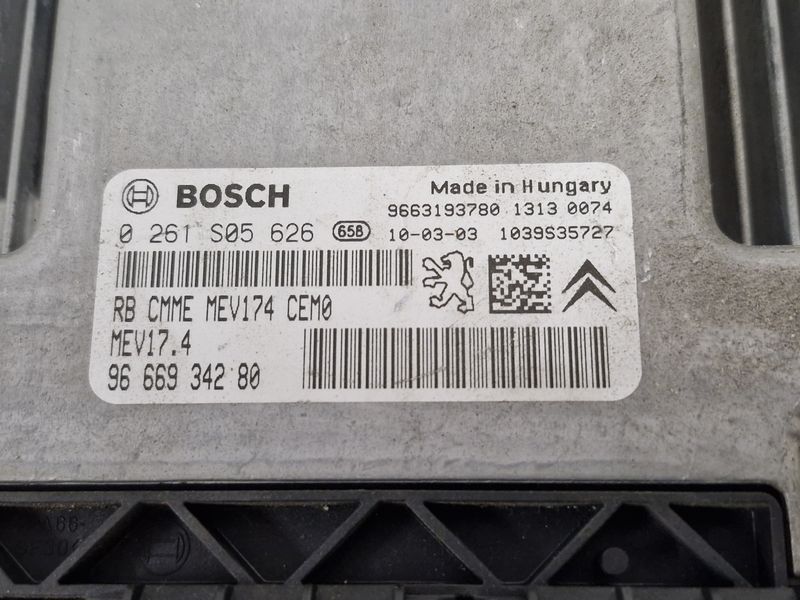 BOSCH Made in Hungary
9663193780 1313 0074
0 261 S05 626 658 10-03-03 1039S35727
RB CMME MEV174 CEM0
MEV17.4
96 669 342 80